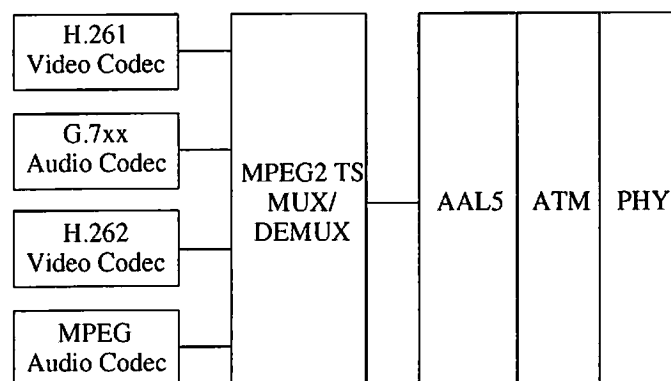 H.261
Video Codec
G.7xx
Audio Codec
H.262
Video Codec
MPEG
Audio Codec
MPEG2 TS
MUX/
DEMUX
AAL5
ATM
PHY